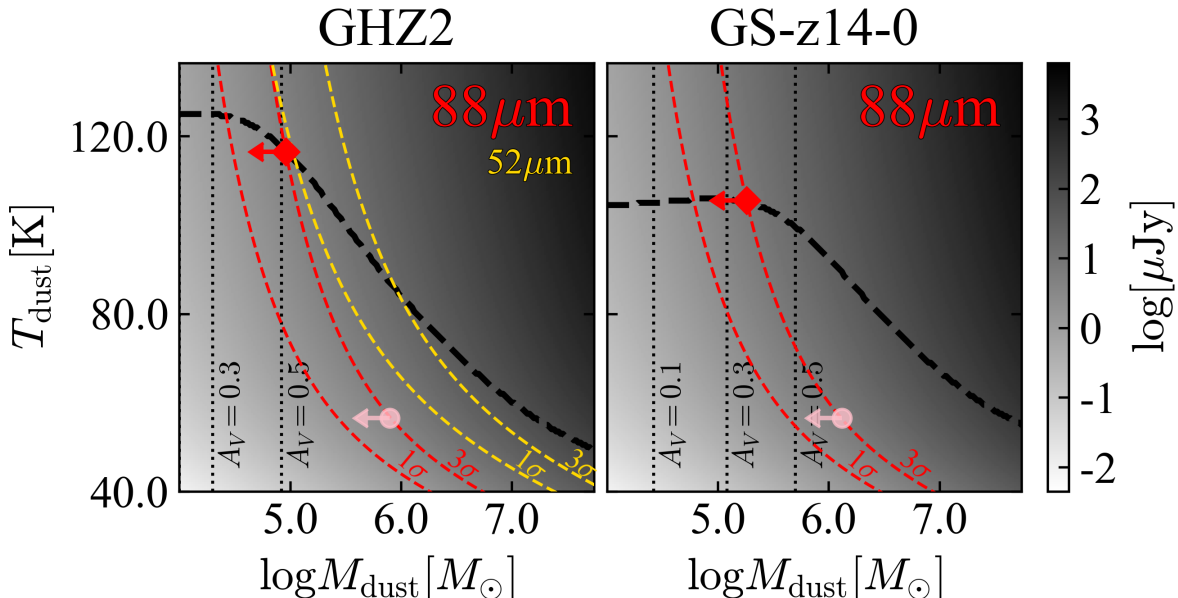 GHZ2
GS-z14-0
88μm
52μm
88μm
T_dust[K]
120.0
80.0
40.0
A_V = 0.3
A_V = 0.5
1σ
3σ
1σ
3σ
A_V = 0.1
A_V = 0.3
A_V = 0.5
1σ
3σ
5.0 6.0 7.0
5.0 6.0 7.0
logM_dust[M_⊙]
logM_dust[M_⊙]
3
2
1
0
-1
-2
log[μJy]